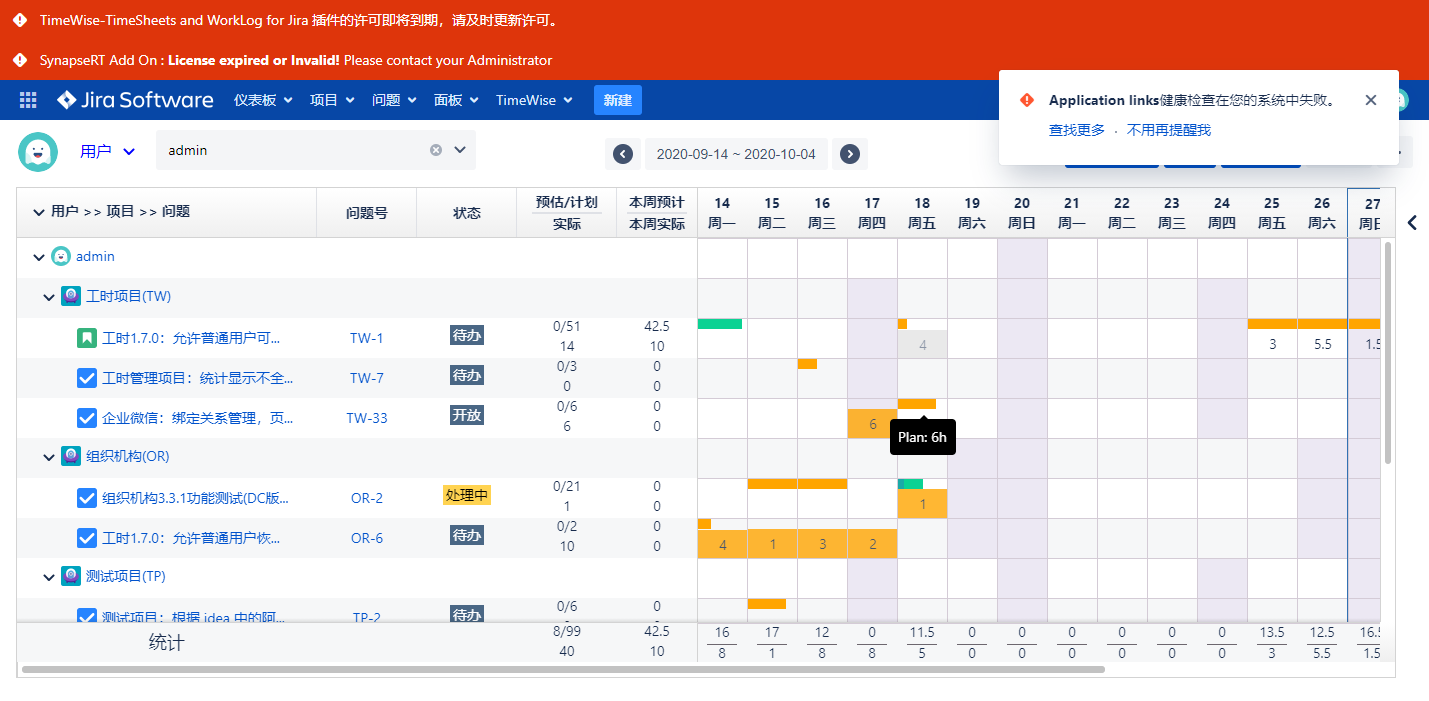 TimeWise-TimeSheets and WorkLog for Jira 插件的许可即将到期，请及时更新许可。
SynapseRT Add On : License expired or Invalid! Please contact your Administrator
Jira Software 仪表板 项目 问题 面板 TimeWise 新建
Application links健康检查在您的系统中失败。
查找更多 · 不用再提醒我
用户 admin 2020-09-14 ~ 2020-10-04
用户 >> 项目 >> 问题 问题号 状态 预估/计划 实际 本周预计 本周实际
14 15 16 17 18 19 20 21 22 23 24 25 26 27
周一 周二 周三 周四 周五 周六 周日 周一 周二 周三 周四 周五 周六 周日
admin
工时项目(TW)
工时1.7.0：允许普通用户可... TW-1 待办 0/51 42.5
14 10 4 3 5.5 1.5
工时管理项目：统计显示不全... TW-7 待办 0/3 0
0 0
企业微信：绑定关系管理，页... TW-33 开放 0/6 0
6 0 6
Plan: 6h
组织机构(OR)
组织机构3.3.1功能测试(DC版... OR-2 处理中 0/21 0
1 0 1
工时1.7.0：允许普通用户恢... OR-6 待办 0/2 0
10 0 4 1 3 2
测试项目(TP)
测试项目：根据 idea 中的阿... TP-2 待办 0/6 0
统计 8/99 42.5 16 17 12 0 11.5 0 0 0 0 0 0 13.5 12.5 16.5
40 10 8 1 8 8 5 0 0 0 0 0 0 3 5.5 1.5